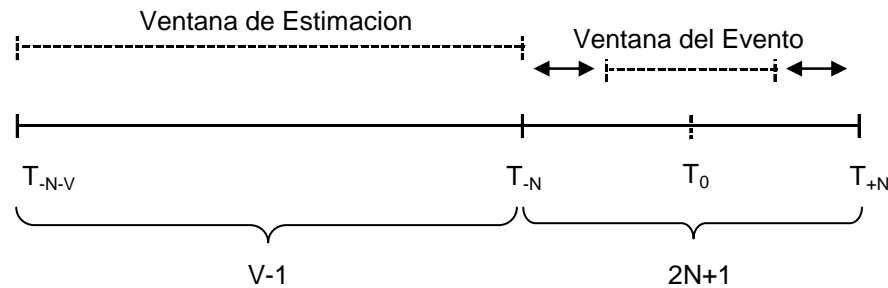 Ventana de Estimacion
Ventana del Evento
T-N-V T-N T0 T+N
V-1 2N+1